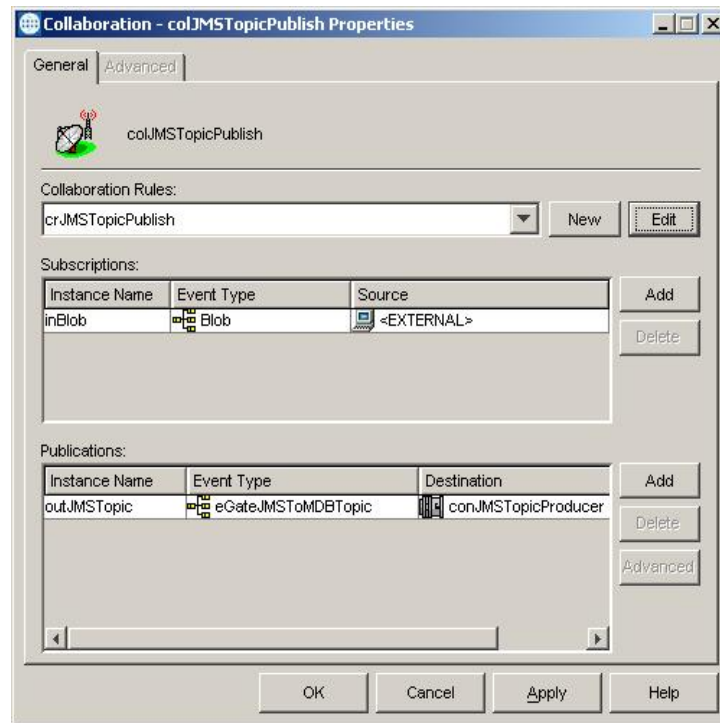 Collaboration - colJMSTopicPublish Properties
General Advanced
colJMSTopicPublish
Collaboration Rules:
crJMSTopicPublish New Edit
Subscriptions:
Instance Name Event Type Source Add
inBlob Blob <EXTERNAL>
Delete
Publications:
Instance Name Event Type Destination Add
outJMSTopic eGateJMSToMDBTopic conJMSTopicProducer
Delete
Advanced
OK Cancel Apply Help